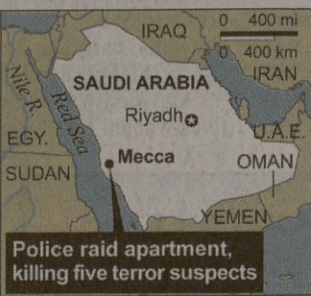 IRAQ
0 400 mi
0 400 km
IRAN
SAUDI ARABIA
Nile R.
Red Sea
Riyadh
EGY.
U.A.E.
Mecca
OMAN
SUDAN
YEMEN
Police raid apartment,
killing five terror suspects